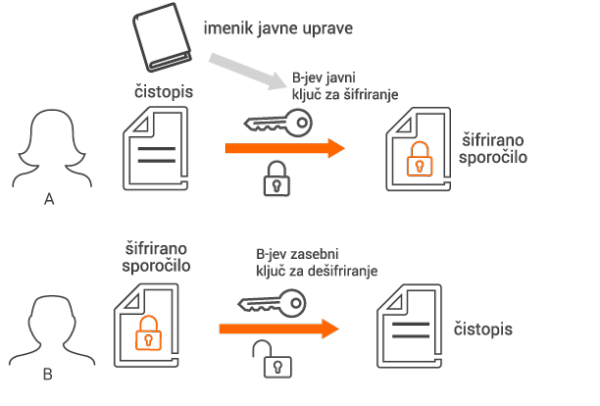 imenik javne uprave
B-jev javni
ključ za šifriranje
čistopis
šifrirano
sporočilo
A
šifrirano
sporočilo
B-jev zasebni
ključ za dešifriranje
čistopis
B